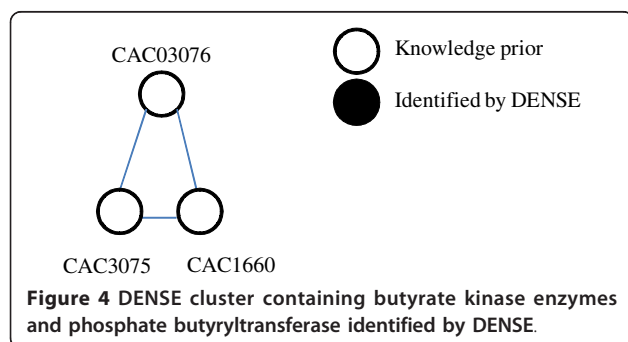 CAC03076
Knowledge prior
Identified by DENSE
CAC3075
CAC1660
Figure 4 DENSE cluster containing butyrate kinase enzymes
and phosphate butyryltransferase identified by DENSE.